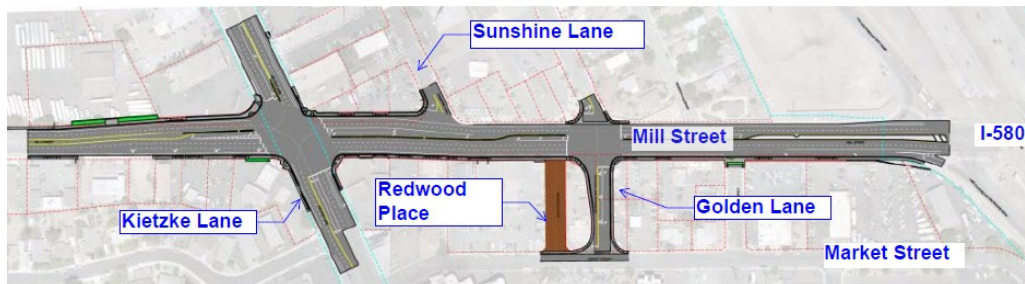 Sunshine Lane
Mill Street
I-580
Redwood
Place
Kietzke Lane
Golden Lane
Market Street